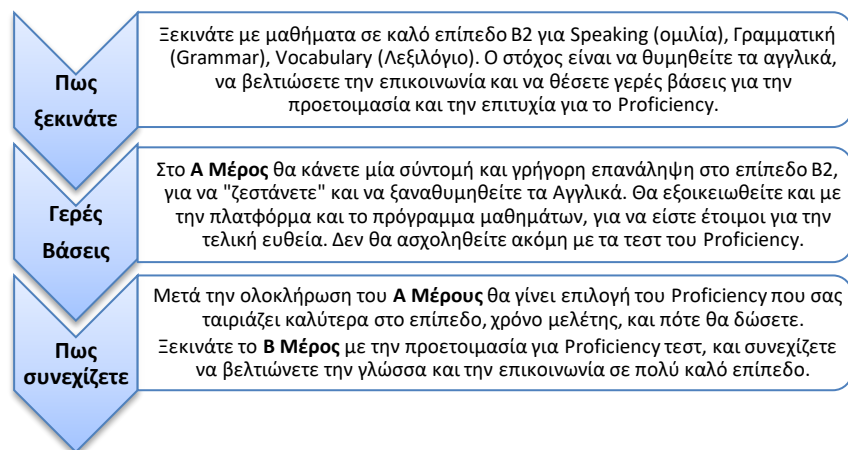 Πως
ξεκινάτε
Ξεκινάτε με μαθήματα σε καλό επίπεδο Β2 για Speaking (ομιλία), Γραμματική
(Grammar), Vocabulary (Λεξιλόγιο). Ο στόχος είναι να θυμηθείτε τα αγγλικά,
να βελτιώσετε την επικοινωνία και να θέσετε γερές βάσεις για την
προετοιμασία και την επιτυχία για το Proficiency.
Γερές
Βάσεις
Στο Α Μέρος θα κάνετε μία σύντομή και γρήγορη επανάληψη στο επίπεδο Β2,
για να "ζεστάνετε" και να ξαναθυμηθείτε τα Αγγλικά. Θα εξοικειωθείτε και με
την πλατφόρμα και το πρόγραμμα μαθημάτων, για να είστε έτοιμοι για την
τελική ευθεία. Δεν θα ασχοληθείτε ακόμη με τα τεστ του Proficiency.
Πως
συνεχίζετε
Μετά την ολοκλήρωση του Α Μέρους θα γίνει επιλογή του Proficiency που σας
ταιριάζει καλύτερα στο επίπεδο, χρόνο μελέτης, και πότε θα δώσετε.
Ξεκινάτε το Β Μέρος με την προετοιμασία για Proficiency τεστ, και συνεχίζετε
να βελτιώνετε την γλώσσα και την επικοινωνία σε πολύ καλό επίπεδο.